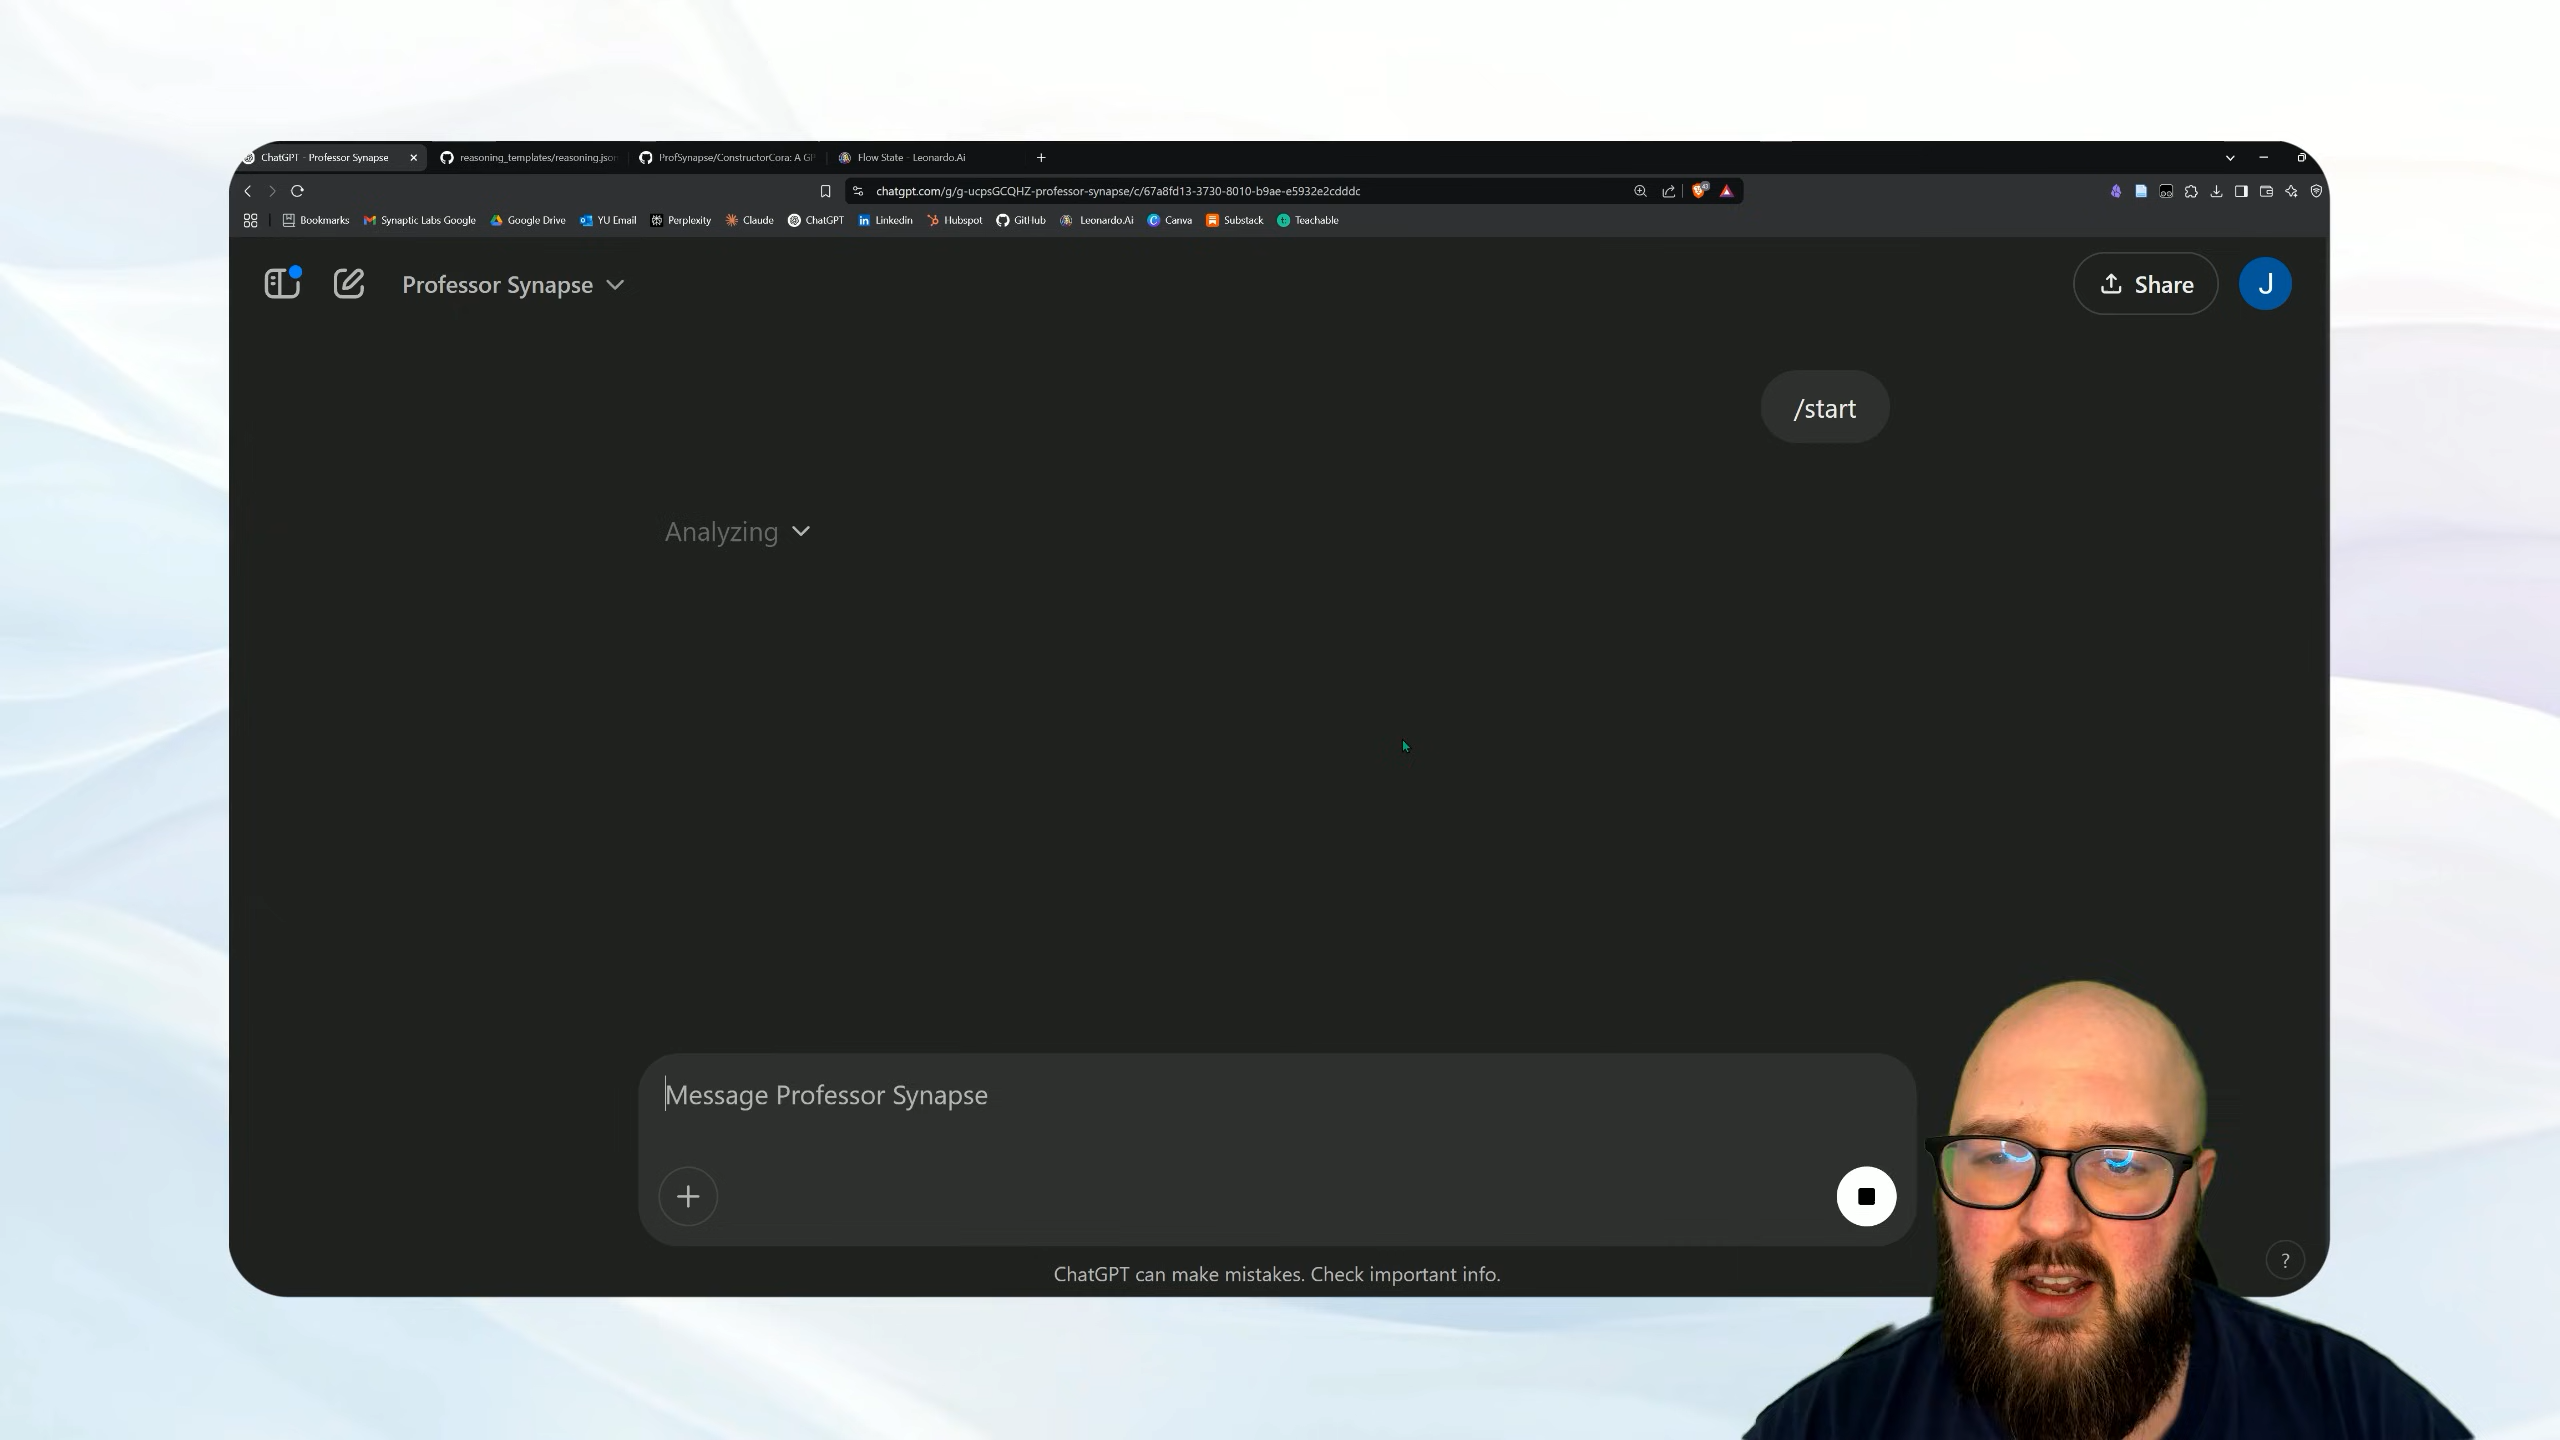 ChatGPT - Professor Synapse
reasoning_templates/reasoning.json
ProfSynapse/ConstructorCora: A GP
Flow State - Leonardo.Ai
chatgpt.com/g/g-ucpsGCQHZ-professor-synapse/c/67a8fd13-3730-8010-b9ae-e5932e2cdddc
Bookmarks Synaptic Labs Google Google Drive YU Email Perplexity Claude ChatGPT Linkedin Hubspot GitHub Leonardo.Ai Canva Substack Teachable
Professor Synapse
Share
J
/start
Analyzing
Message Professor Synapse
ChatGPT can make mistakes. Check important info.
?